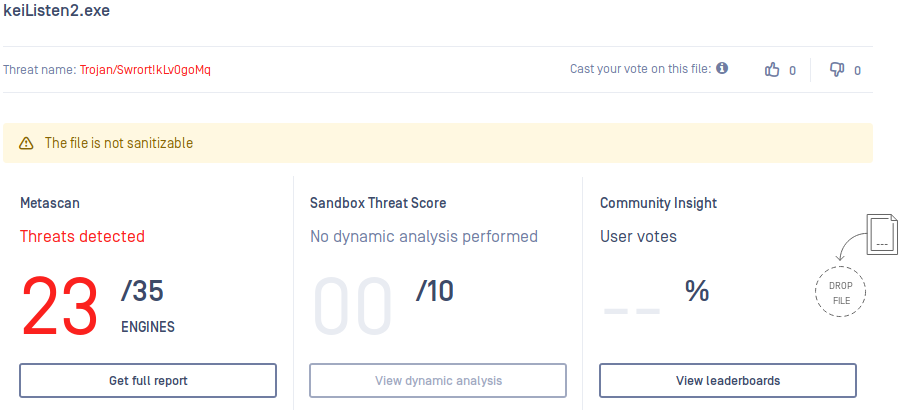 keiListen2.exe
Threat name: Trojan/Swrort!kLv0goMq
Cast your vote on this file:
0
0
The file is not sanitizable
Metascan
Threats detected
23 /35
ENGINES
Get full report
Sandbox Threat Score
No dynamic analysis performed
00 /10
View dynamic analysis
Community Insight
User votes
-- %
View leaderboards
DROP
FILE